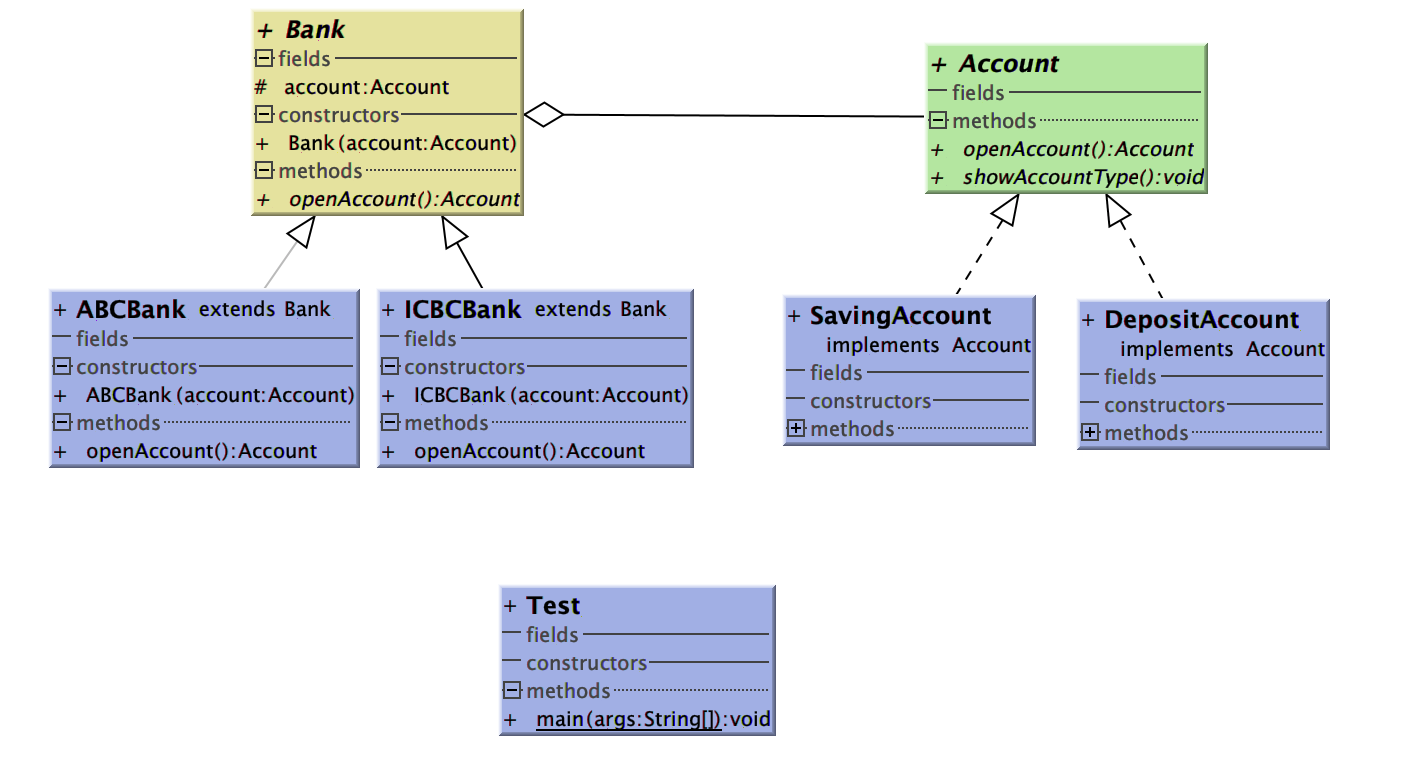 + Bank
fields
# account:Account
constructors
+ Bank(account:Account)
methods
+ openAccount():Account
+ Account
fields
methods
+ openAccount():Account
+ showAccountType():void
+ ABCBank extends Bank
fields
constructors
+ ABCBank(account:Account)
methods
+ openAccount():Account
+ ICBCBank extends Bank
fields
constructors
+ ICBCBank(account:Account)
methods
+ openAccount():Account
+ SavingAccount
implements Account
fields
constructors
methods
+ DepositAccount
implements Account
fields
constructors
methods
+ Test
fields
constructors
methods
+ main(args:String[]):void